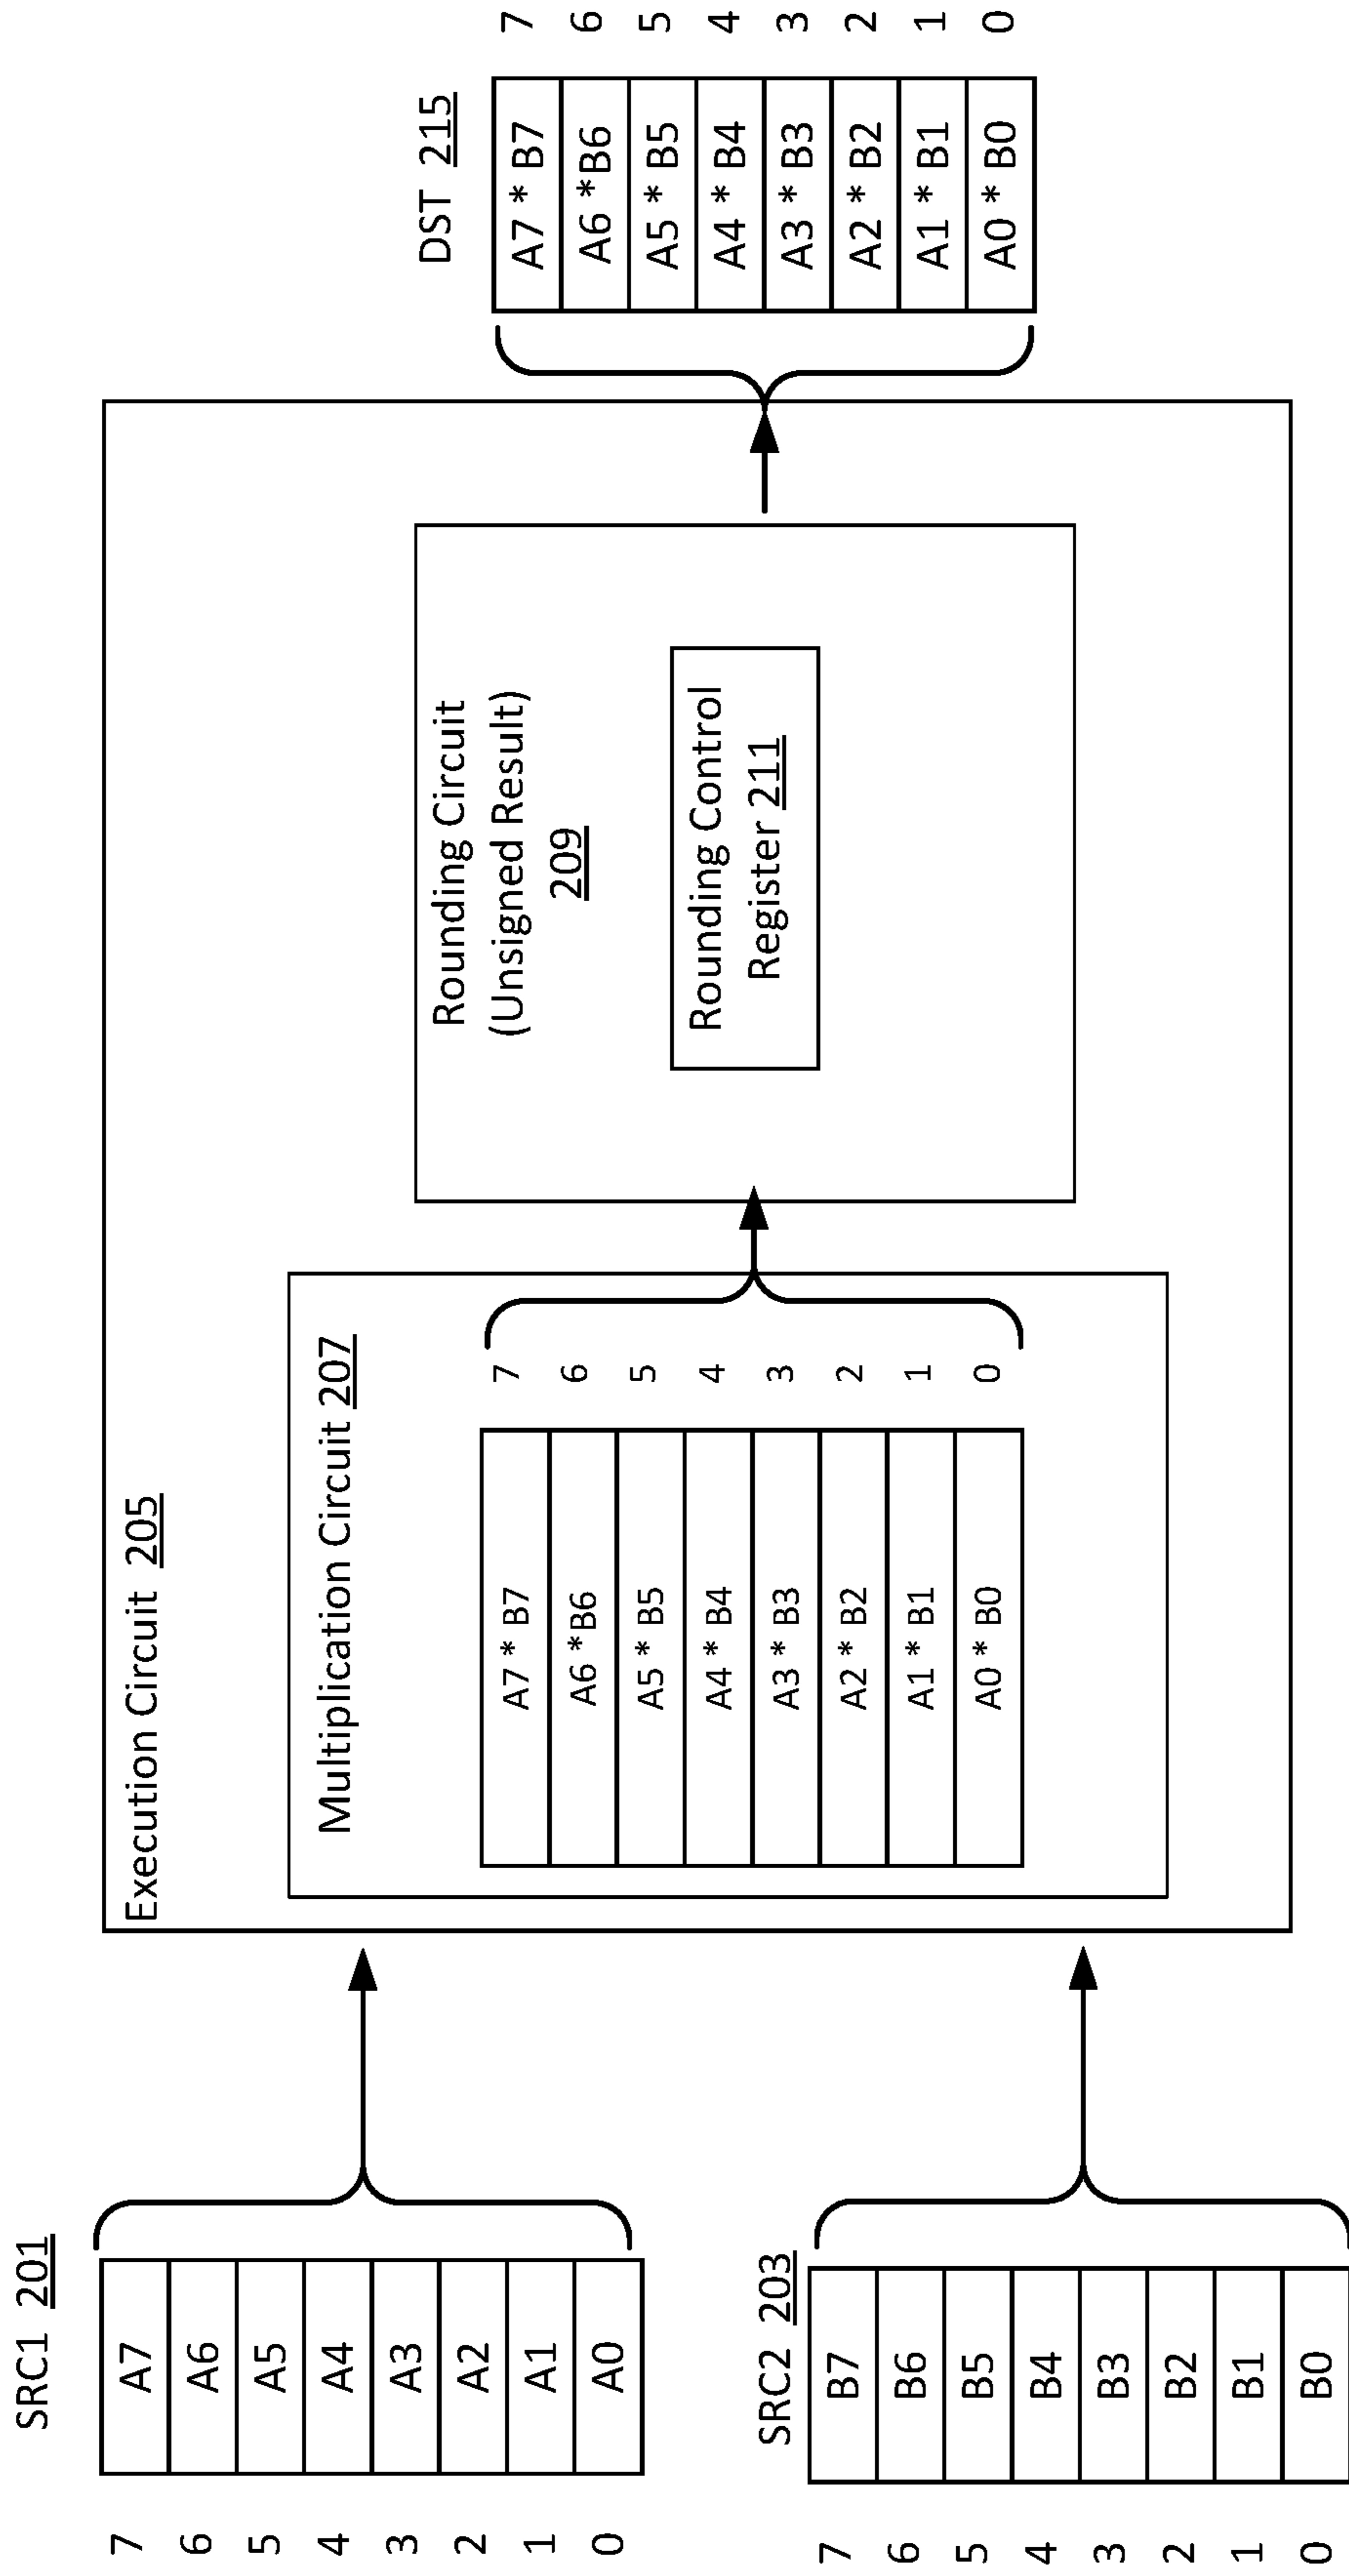 SRC1 201
7 A7
6 A6
5 A5
4 A4
3 A3
2 A2
1 A1
0 A0
SRC2 203
7 B7
6 B6
5 B5
4 B4
3 B3
2 B2
1 B1
0 B0
Execution Circuit 205
Multiplication Circuit 207
A7 * B7 7
A6 *B6 6
A5 * B5 5
A4 * B4 4
A3 * B3 3
A2 * B2 2
A1 * B1 1
A0 * B0 0
Rounding Circuit
(Unsigned Result)
209
Rounding Control
Register 211
DST 215
A7 * B7 7
A6 *B6 6
A5 * B5 5
A4 * B4 4
A3 * B3 3
A2 * B2 2
A1 * B1 1
A0 * B0 0